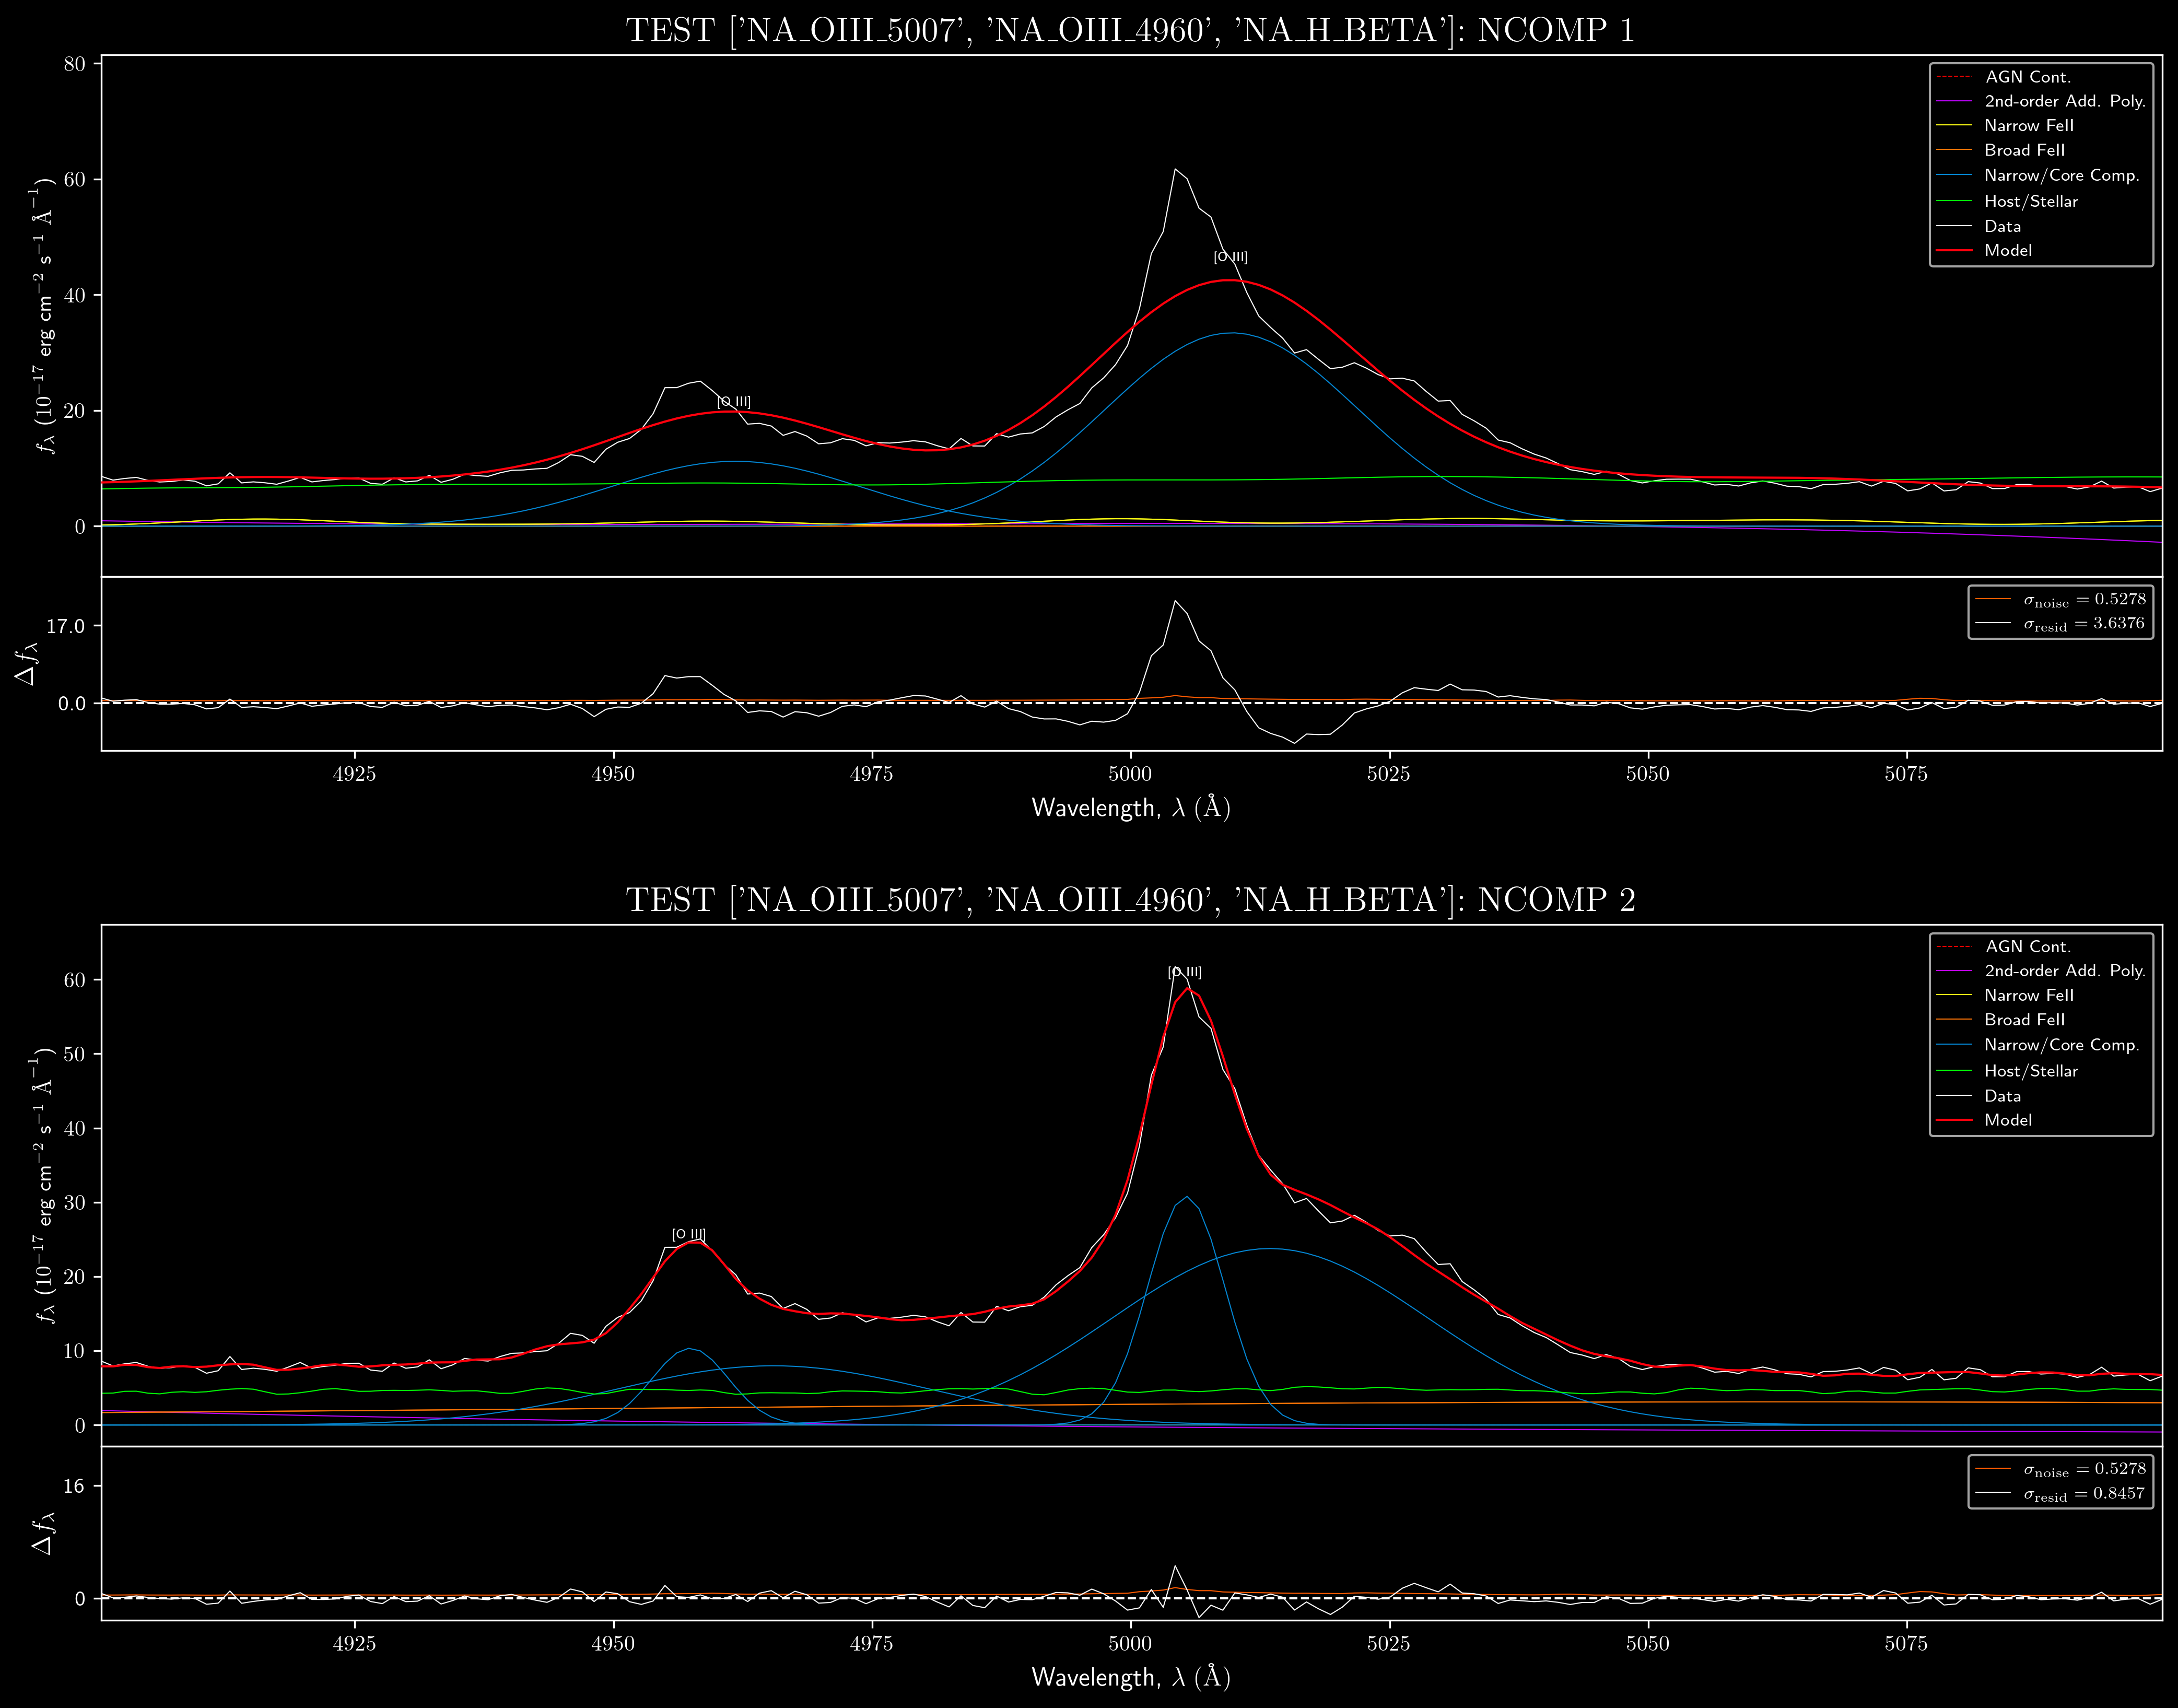 TEST ['NA_OIII_5007', 'NA_OIII_4960', 'NA_H_BETA']: NCOMP 1
80
60
40
20
0
f_λ (10^−17 erg cm^−2 s^−1 Å^−1)
[O III]
[O III]
AGN Cont.
2nd-order Add. Poly.
Narrow FeII
Broad FeII
Narrow/Core Comp.
Host/Stellar
Data
Model
17.0
0.0
Δf_λ
σ_noise = 0.5278
σ_resid = 3.6376
4925 4950 4975 5000 5025 5050 5075
Wavelength, λ (Å)
TEST ['NA_OIII_5007', 'NA_OIII_4960', 'NA_H_BETA']: NCOMP 2
60
50
40
30
20
10
0
f_λ (10^−17 erg cm^−2 s^−1 Å^−1)
[O III]
[O III]
AGN Cont.
2nd-order Add. Poly.
Narrow FeII
Broad FeII
Narrow/Core Comp.
Host/Stellar
Data
Model
16
0
Δf_λ
σ_noise = 0.5278
σ_resid = 0.8457
4925 4950 4975 5000 5025 5050 5075
Wavelength, λ (Å)